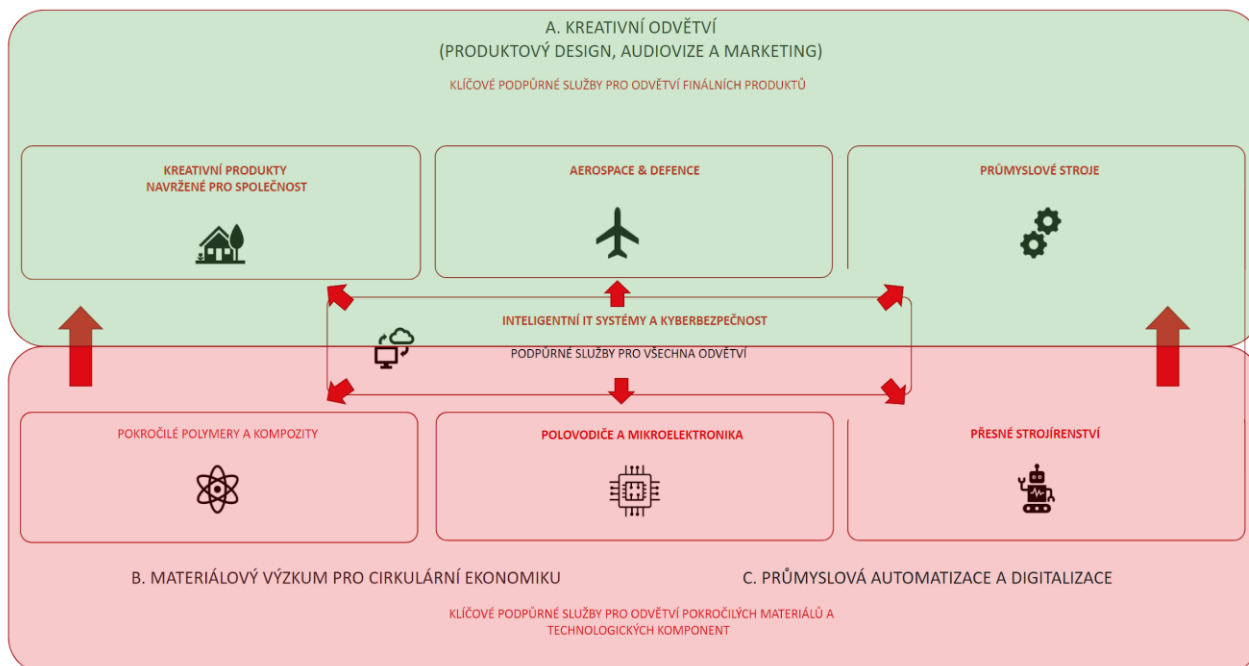 A. KREATIVNÍ ODVĚTVÍ
(PRODUKTOVÝ DESIGN, AUDIOVIZE A MARKETING)
KLÍČOVÉ PODPŮRNÉ SLUŽBY PRO ODVĚTVÍ FINÁLNÍCH PRODUKTŮ
KREATIVNÍ PRODUKTY
NAVRŽENÉ PRO SPOLEČNOST
AEROSPACE & DEFENCE
PRŮMYSLOVÉ STROJE
INTELIGENTNÍ IT SYSTÉMY A KYBERBEZPEČNOST
PODPŮRNÉ SLUŽBY PRO VŠECHNA ODVĚTVÍ
POKROČILÉ POLYMERY A KOMPOZITY
POLOVODIČE A MIKROELEKTRONIKA
PŘESNÉ STROJÍRENSTVÍ
B. MATERIÁLOVÝ VÝZKUM PRO CIRKULÁRNÍ EKONOMIKU
C. PRŮMYSLOVÁ AUTOMATIZACE A DIGITALIZACE
KLÍČOVÉ PODPŮRNÉ SLUŽBY PRO ODVĚTVÍ POKROČILÝCH MATERIÁLŮ A
TECHNOLOGICKÝCH KOMPONENT